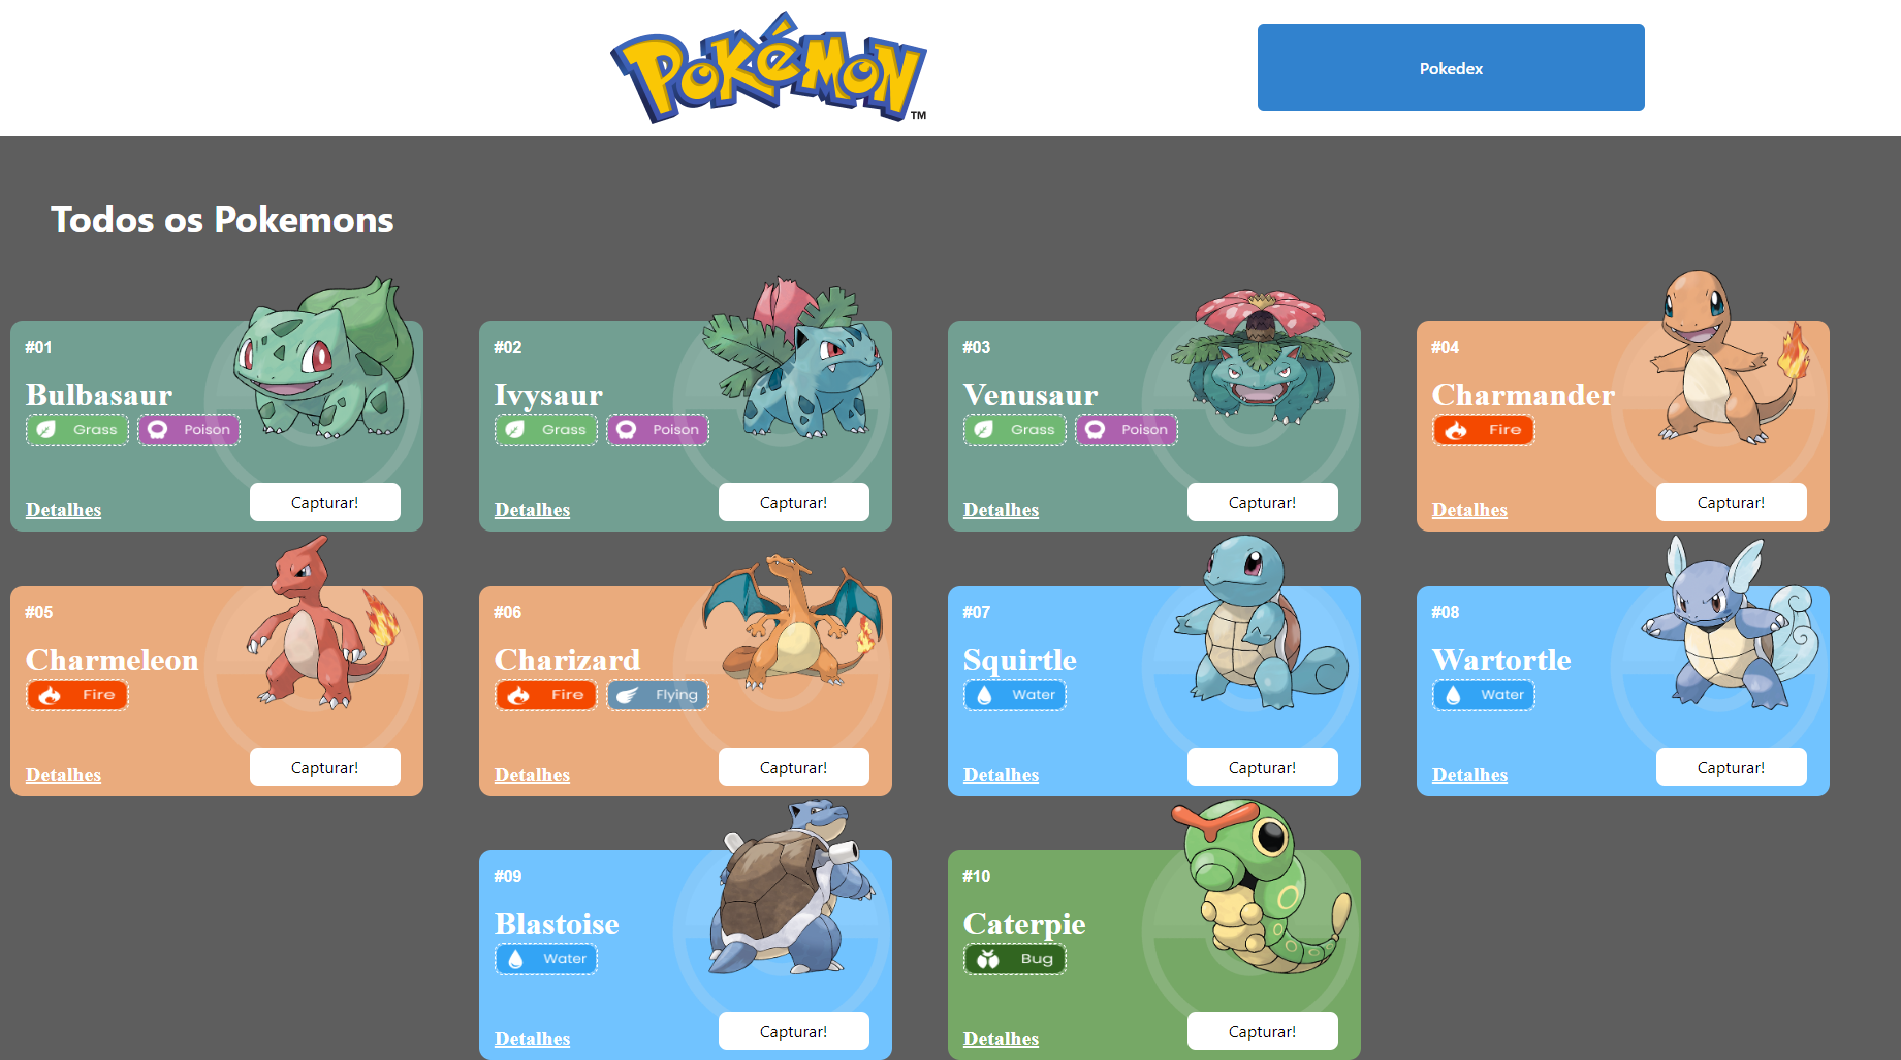 POKéMON
TM
Pokedex
Todos os Pokemons
#01
Bulbasaur
Grass Poison
Detalhes Capturar!
#02
Ivysaur
Grass Poison
Detalhes Capturar!
#03
Venusaur
Grass Poison
Detalhes Capturar!
#04
Charmander
Fire
Detalhes Capturar!
#05
Charmeleon
Fire
Detalhes Capturar!
#06
Charizard
Fire Flying
Detalhes Capturar!
#07
Squirtle
Water
Detalhes Capturar!
#08
Wartortle
Water
Detalhes Capturar!
#09
Blastoise
Water
Detalhes Capturar!
#10
Caterpie
Bug
Detalhes Capturar!